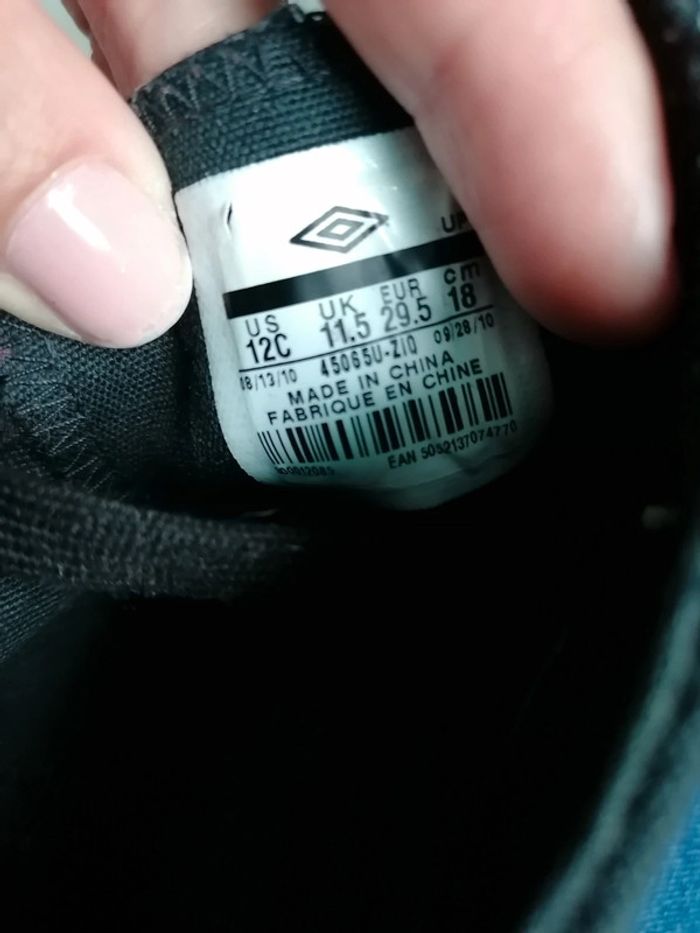 US UK EUR cm
12C 11.5 29.5 18
08/13/10 45065U-Z/0 09/28/10
MADE IN CHINA
FABRIQUE EN CHINE
EAN 5052137074770